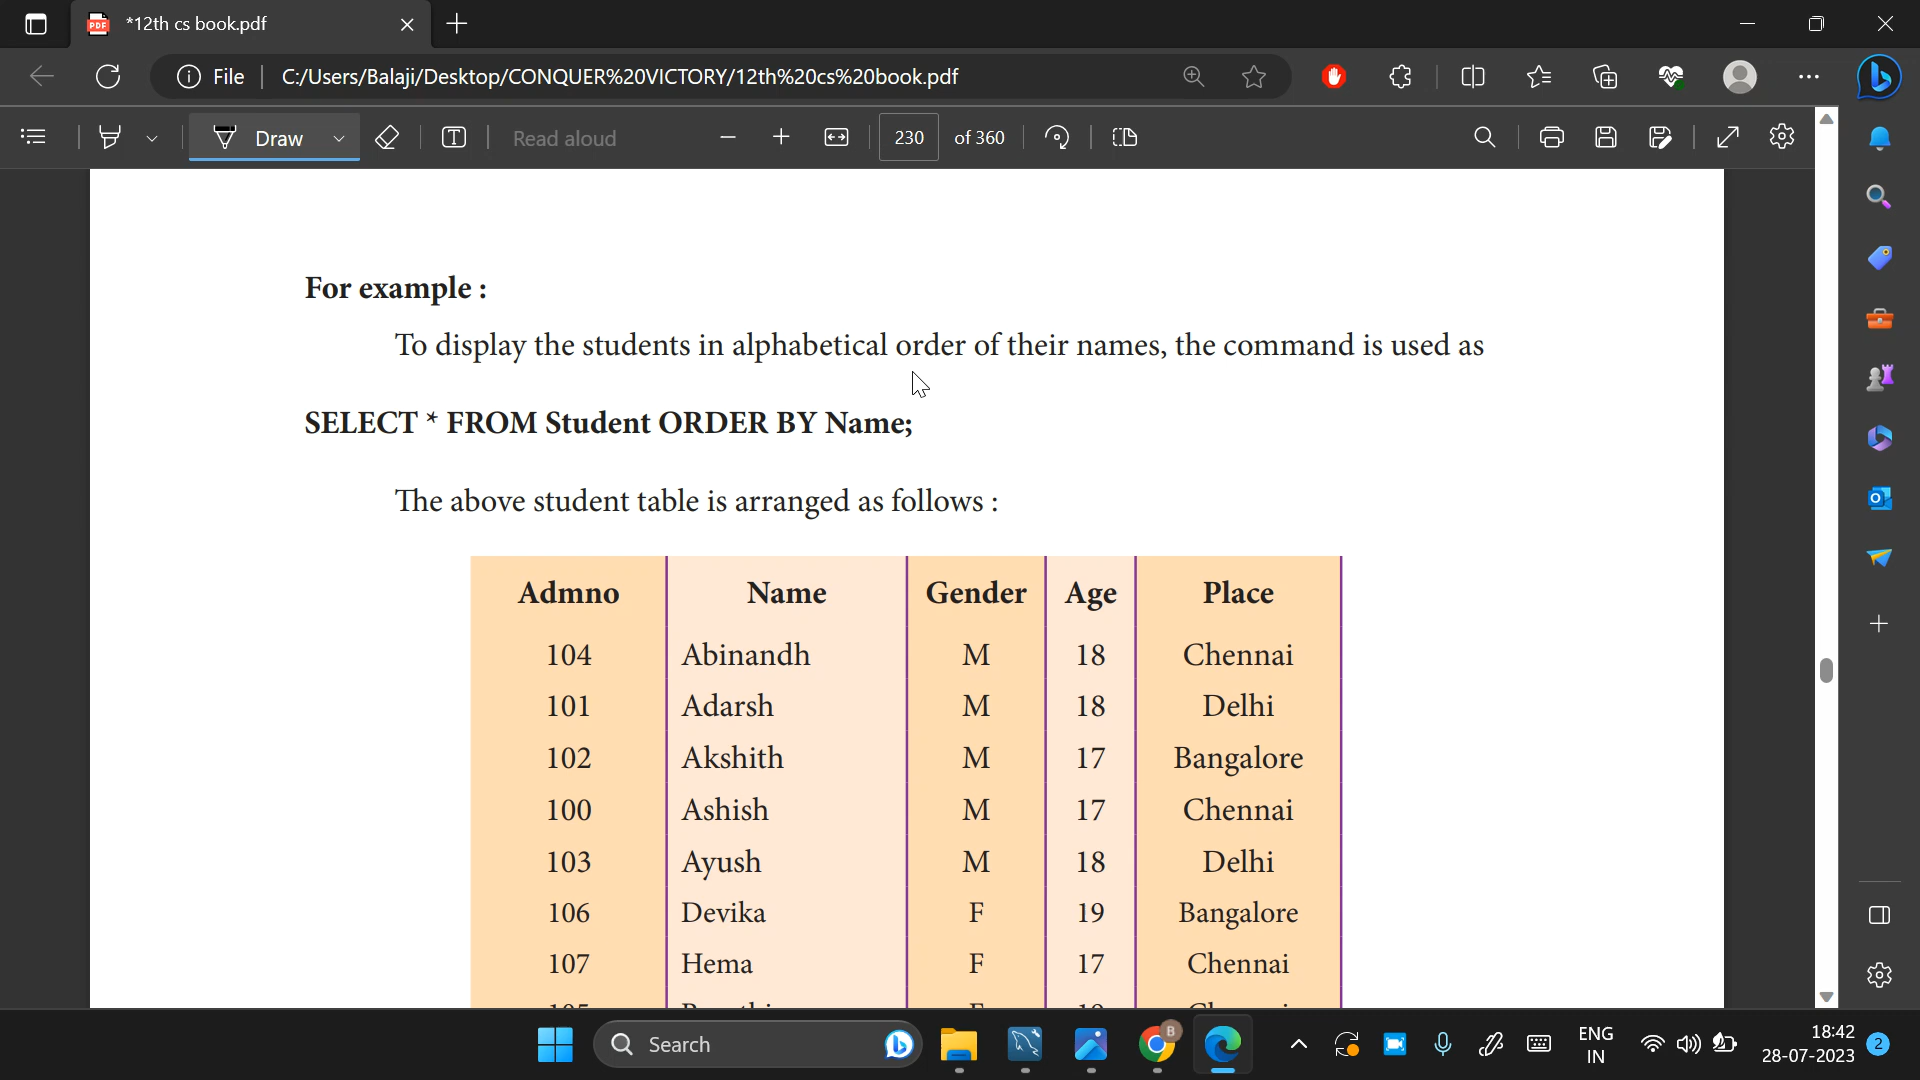 *12th cs book.pdf
File C:/Users/Balaji/Desktop/CONQUER%20VICTORY/12th%20cs%20book.pdf
Draw Read aloud 230 of 360
For example :
To display the students in alphabetical order of their names, the command is used as
SELECT * FROM Student ORDER BY Name;
The above student table is arranged as follows :
Admno Name Gender Age Place
104 Abinandh M 18 Chennai
101 Adarsh M 18 Delhi
102 Akshith M 17 Bangalore
100 Ashish M 17 Chennai
103 Ayush M 18 Delhi
106 Devika F 19 Bangalore
107 Hema F 17 Chennai
Search
ENG
IN
18:42
28-07-2023
2